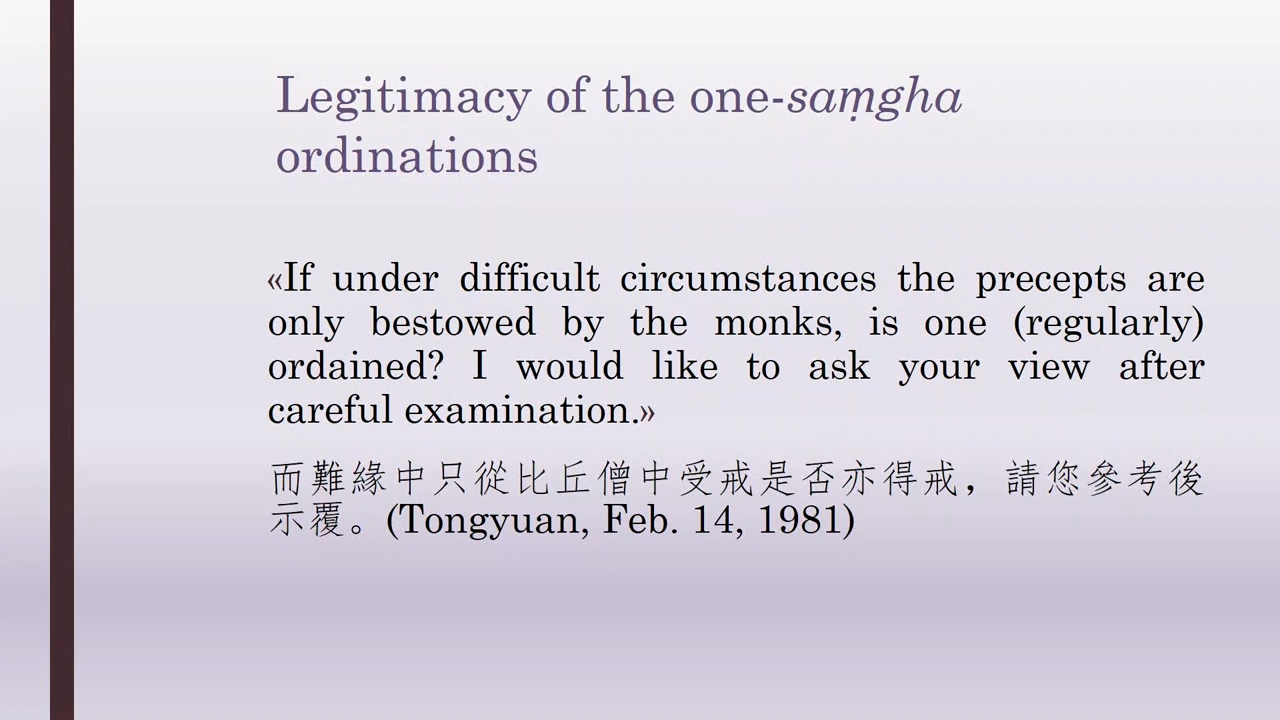 Legitimacy of the one-saṃgha
ordinations
«If under difficult circumstances the precepts are
only bestowed by the monks, is one (regularly)
ordained? I would like to ask your view after
careful examination.»
而難緣中只從比丘僧中受戒是否亦得戒，請您參考後
示覆。(Tongyuan, Feb. 14, 1981)